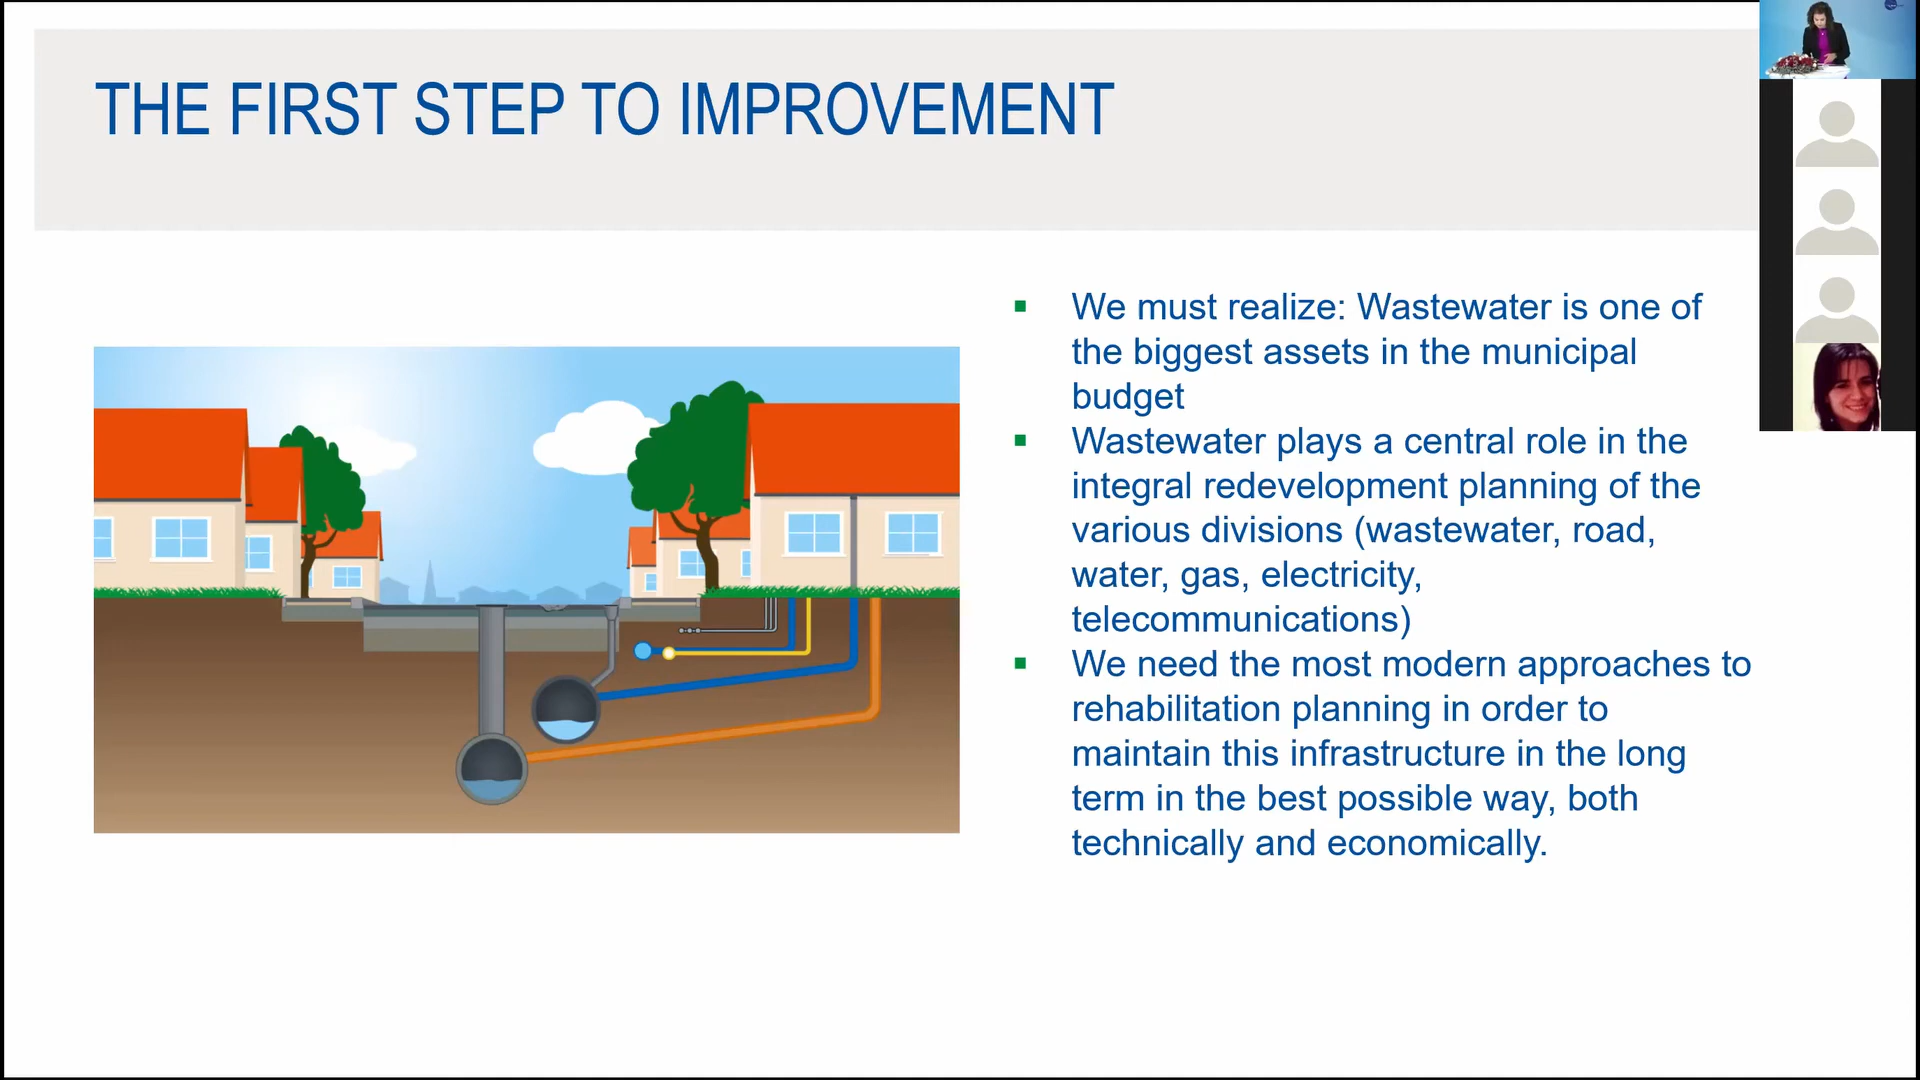 THE FIRST STEP TO IMPROVEMENT
We must realize: Wastewater is one of
the biggest assets in the municipal
budget
Wastewater plays a central role in the
integral redevelopment planning of the
various divisions (wastewater, road,
water, gas, electricity,
telecommunications)
We need the most modern approaches to
rehabilitation planning in order to
maintain this infrastructure in the long
term in the best possible way, both
technically and economically.